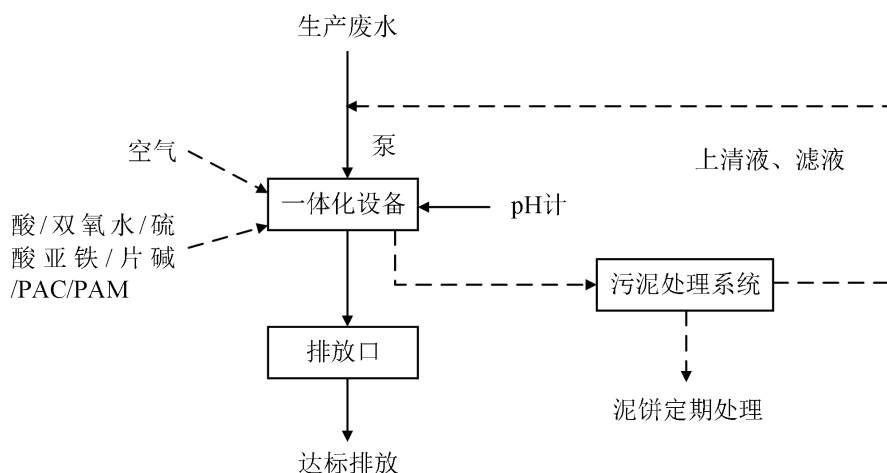 生产废水
泵
空气
上清液、滤液
一体化设备
pH计
酸/双氧水/硫
酸亚铁/片碱
/PAC/PAM
污泥处理系统
排放口
泥饼定期处理
达标排放